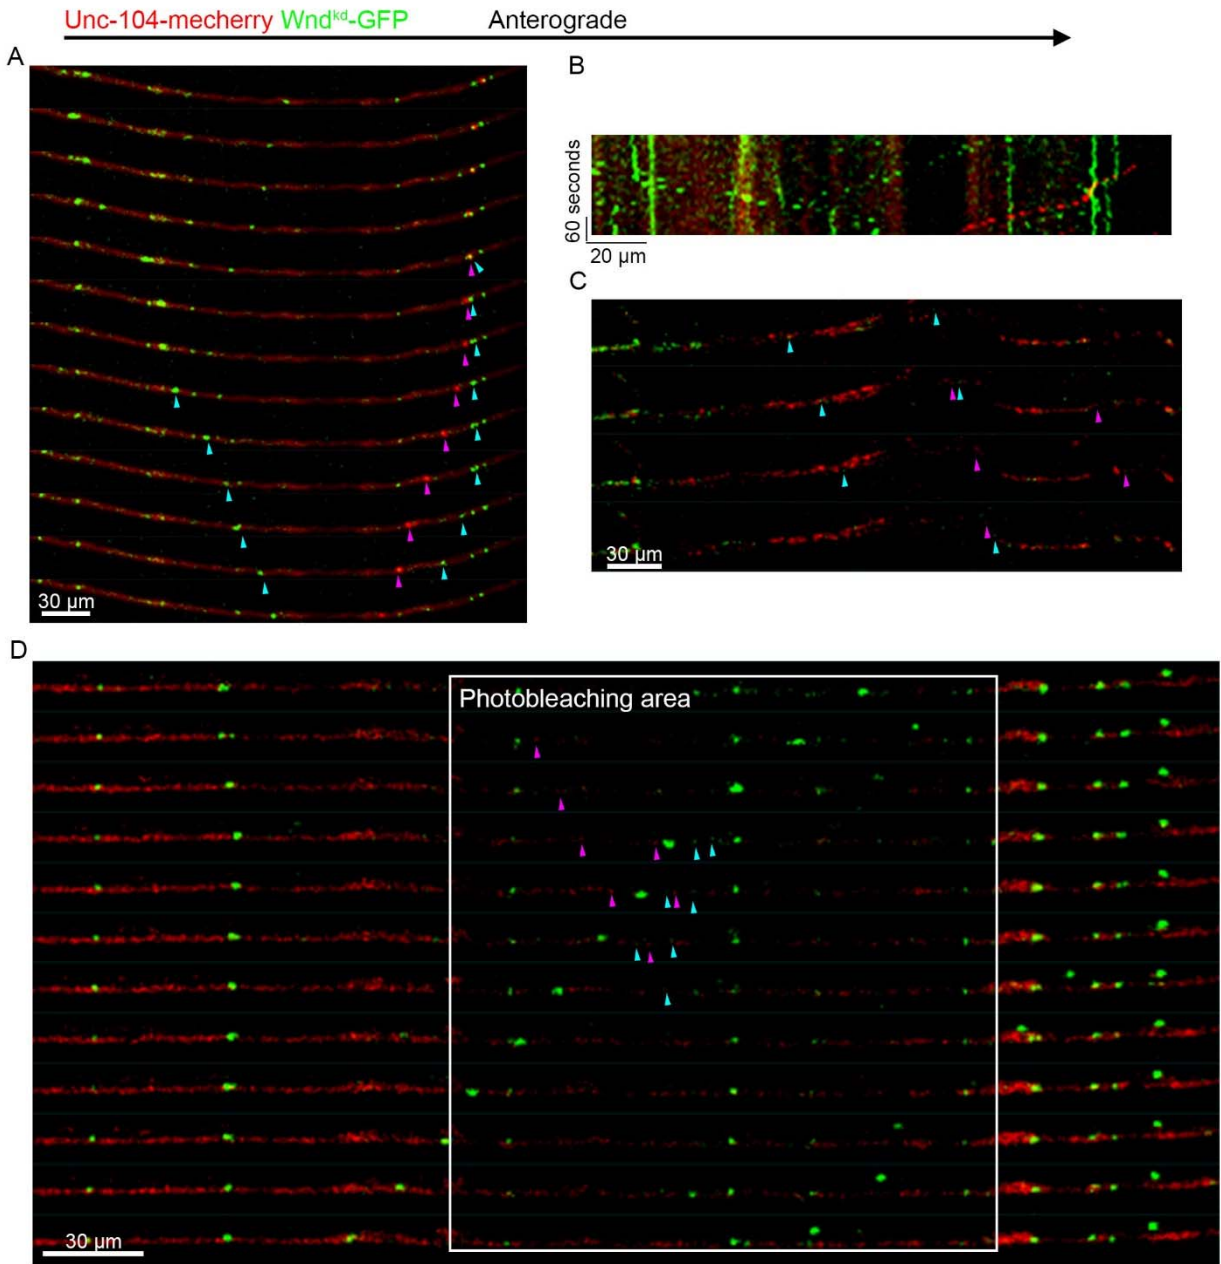 Unc-104-mecherry Wndkd-GFP Anterograde
A
B
60 seconds
20 µm
C
30 µm
30 µm
D
Photobleaching area
30 µm